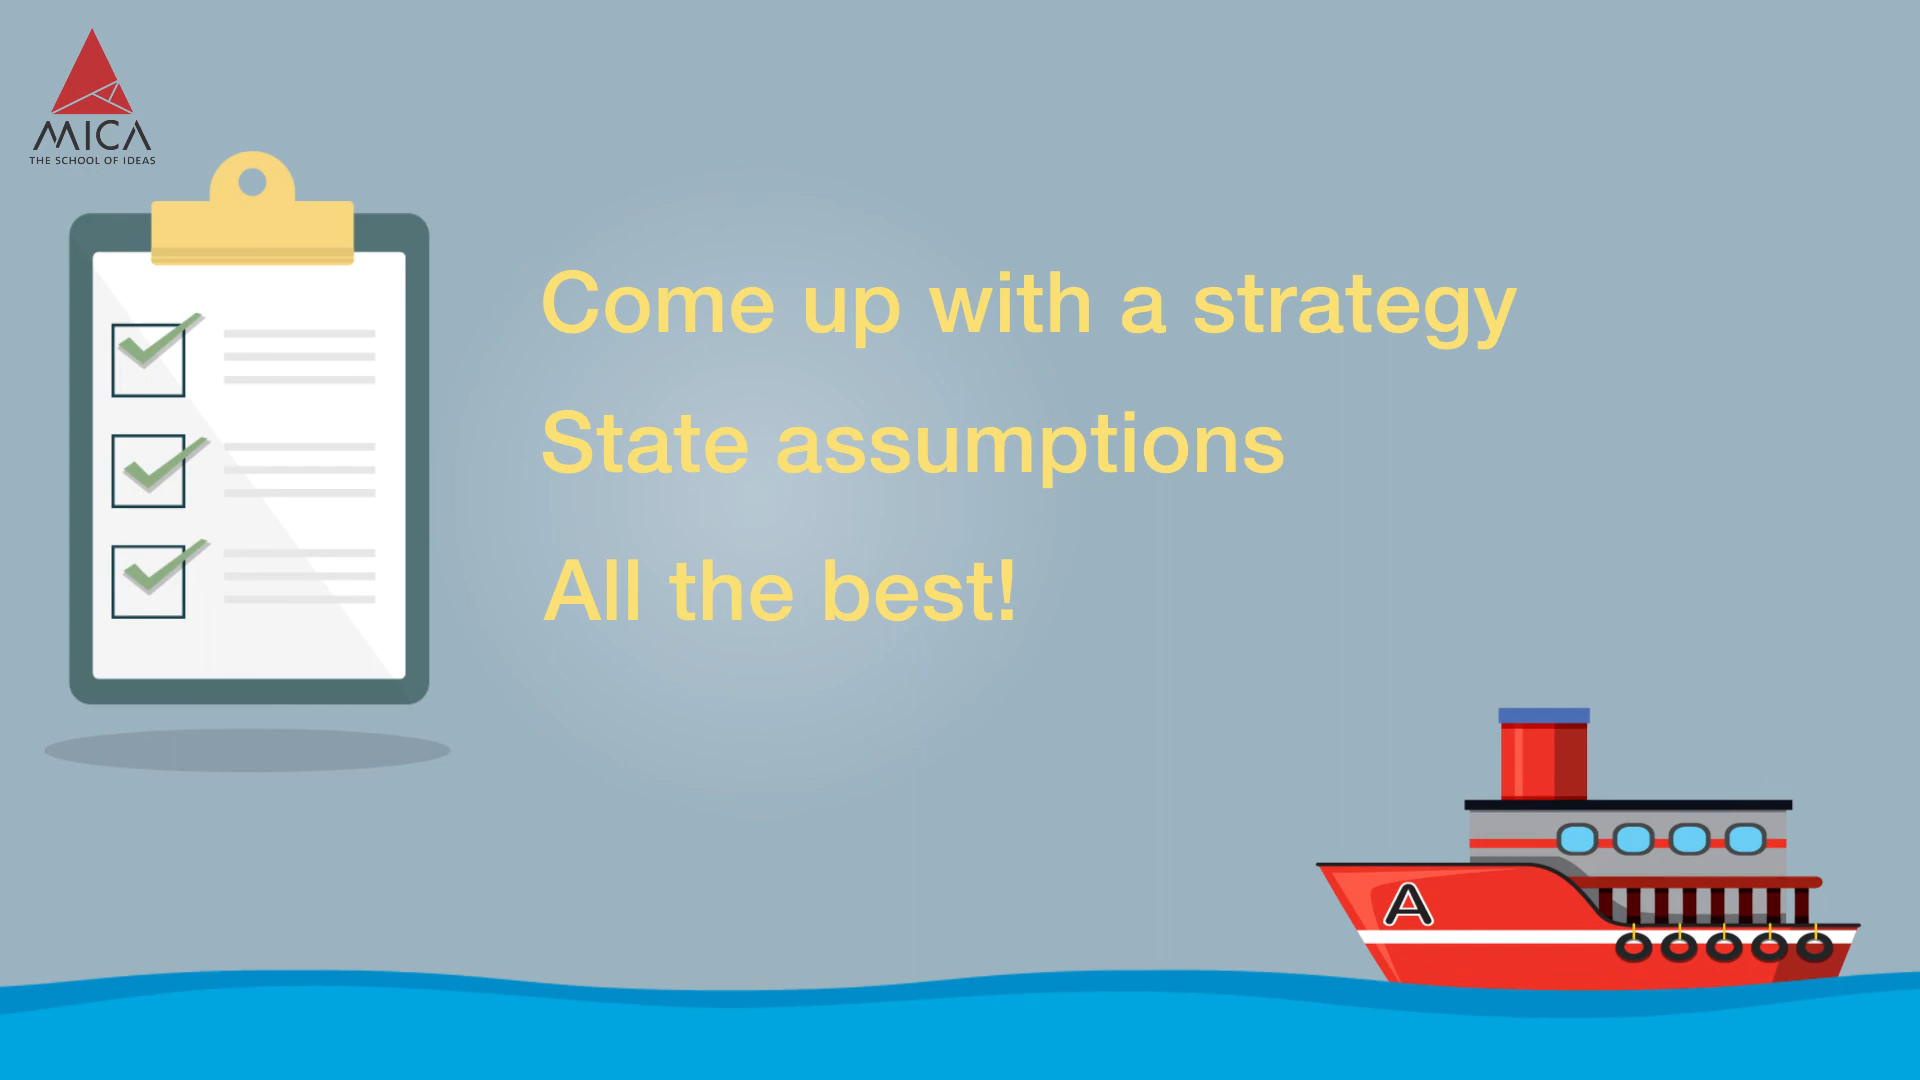 MICA
THE SCHOOL OF IDEAS
Come up with a strategy
State assumptions
All the best!
A